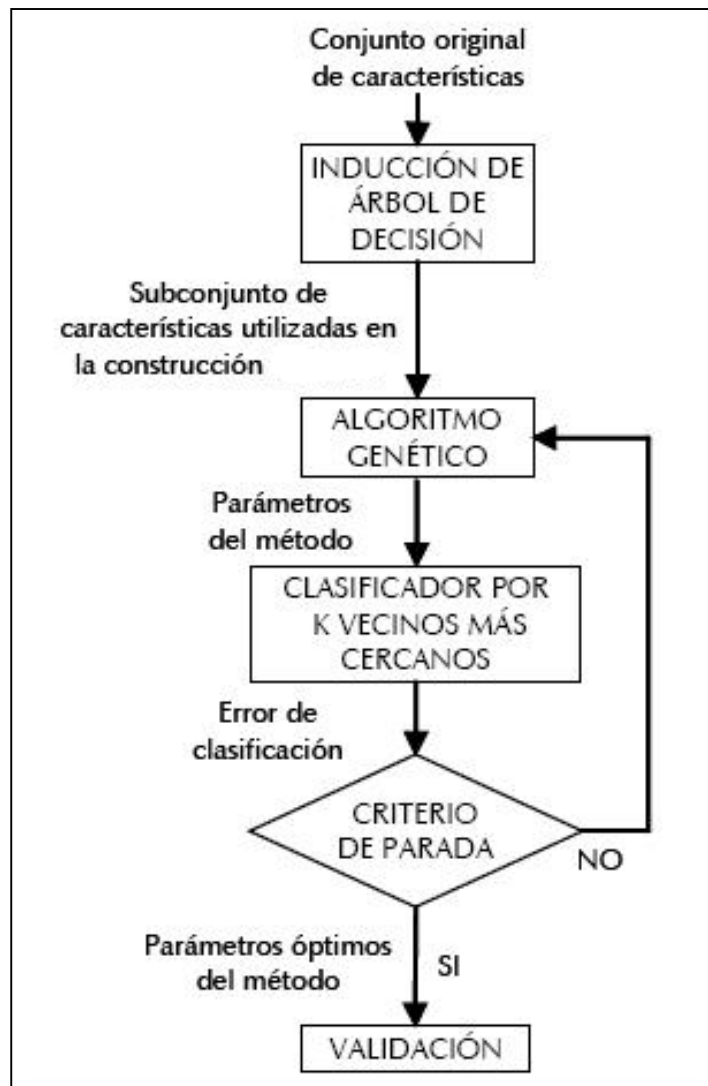 Conjunto original
de características
INDUCCIÓN DE
ÁRBOL DE
DECISIÓN
Subconjunto de
características utilizadas en
la construcción
ALGORITMO
GENÉTICO
Parámetros
del método
CLASIFICADOR POR
K VECINOS MÁS
CERCANOS
Error de
clasificación
CRITERIO
DE PARADA
NO
Parámetros óptimos
del método
SI
VALIDACIÓN